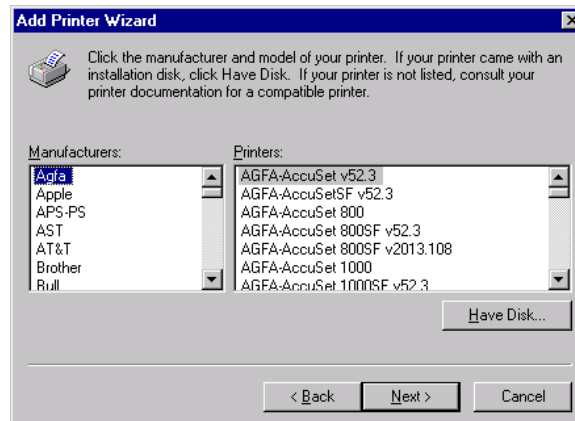 Add Printer Wizard
Click the manufacturer and model of your printer. If your printer came with an
installation disk, click Have Disk. If your printer is not listed, consult your
printer documentation for a compatible printer.
Manufacturers:
Agfa
Apple
APS-PS
AST
AT&T
Brother
Bull
Printers:
AGFA-AccuSet v52.3
AGFA-AccuSetSF v52.3
AGFA-AccuSet 800
AGFA-AccuSet 800SF v52.3
AGFA-AccuSet 800SF v2013.108
AGFA-AccuSet 1000
AGFA-AccuSet 1000SF v52.3
Have Disk...
< Back
Next >
Cancel